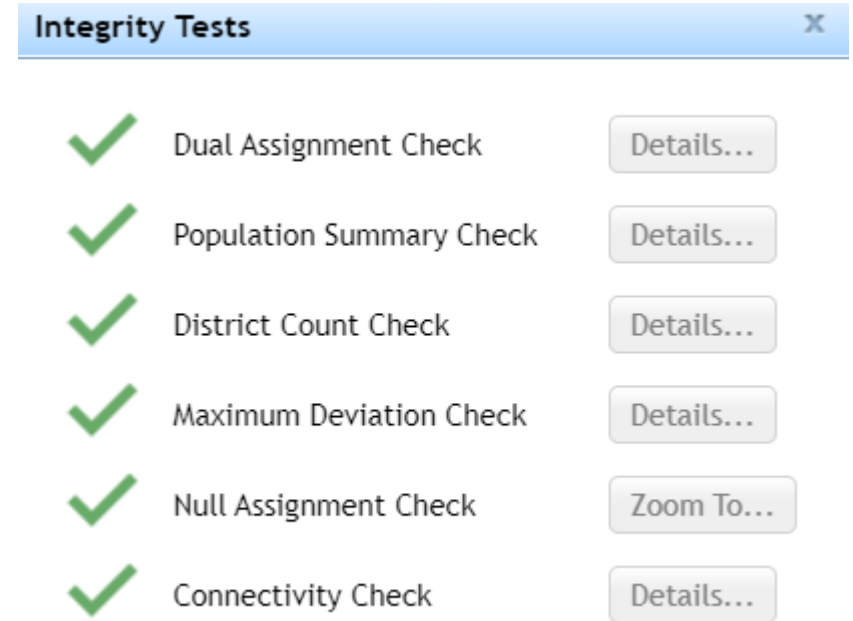 Integrity Tests x
Dual Assignment Check Details...
Population Summary Check Details...
District Count Check Details...
Maximum Deviation Check Details...
Null Assignment Check Zoom To...
Connectivity Check Details...